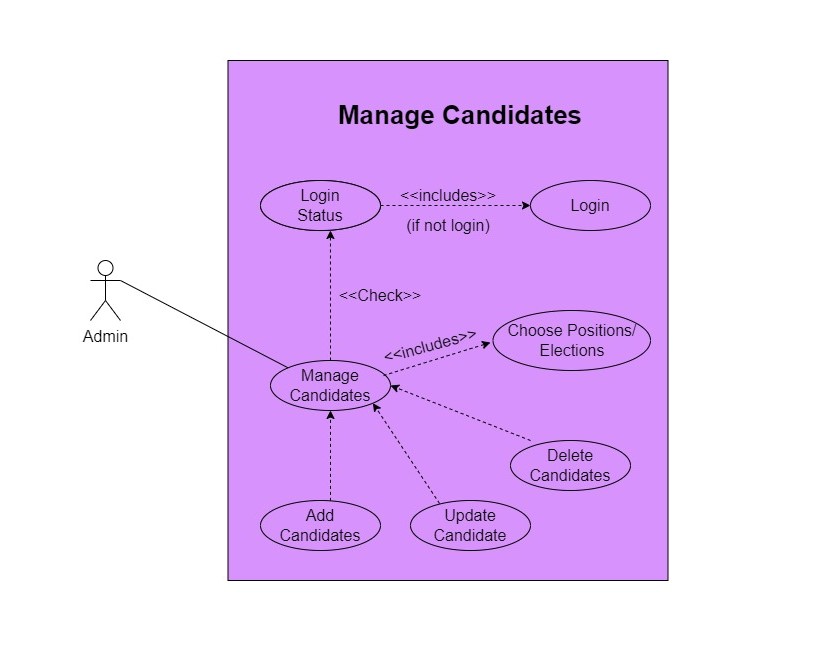 Manage Candidates
Login
Status
<<includes>>
(if not login)
Login
<<Check>>
Admin
<<includes>>
Choose Positions/
Elections
Manage
Candidates
Delete
Candidates
Add
Candidates
Update
Candidate